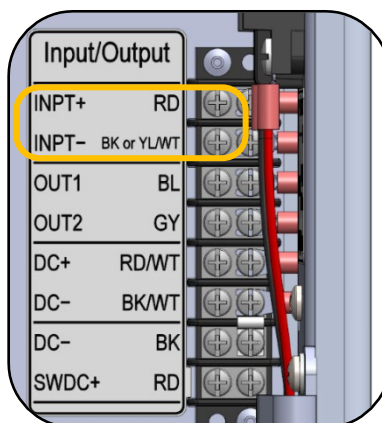 Input/Output
INPT+ RD
INPT− BK or YL/WT
OUT1 BL
OUT2 GY
DC+ RD/WT
DC− BK/WT
DC− BK
SWDC+ RD